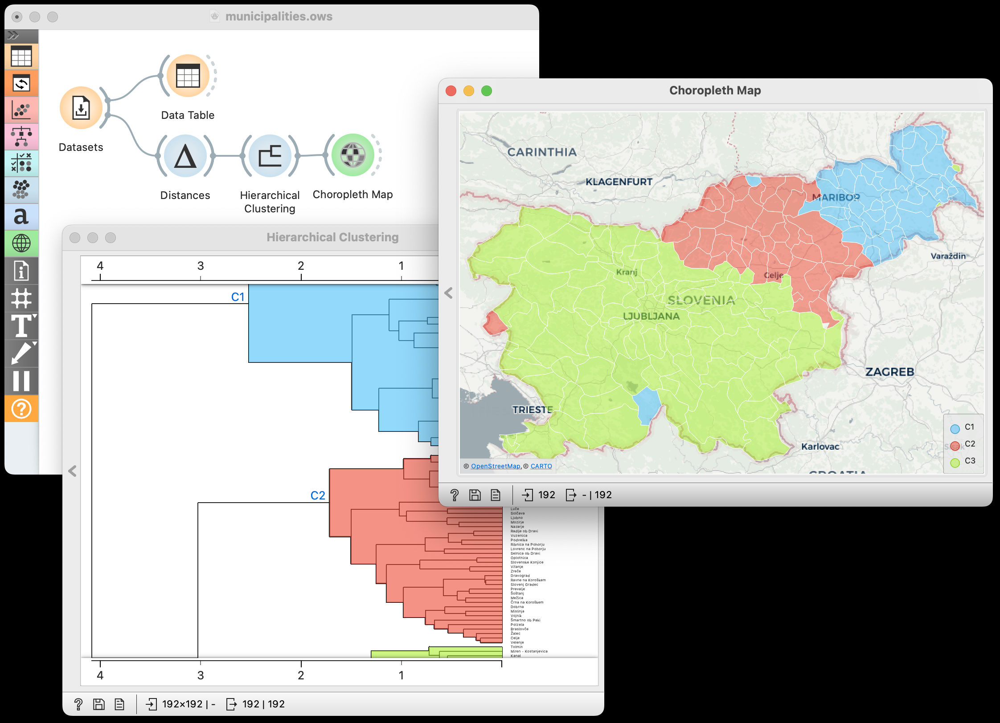 municipalities.ows
Data Table
Datasets
Distances
Hierarchical
Clustering
Choropleth Map
a
T
Hierarchical Clustering
4 3 2 1
C1
C2
Luče
Solčava
Ljubno
Mozirje
Nazarje
Radlje ob Dravi
Vuzenica
Podvelka
Ribnica na Pohorju
Lovrenc na Pohorju
Selnica ob Dravi
Oplotnica
Slovenske Konjice
Vitanje
Zreče
Dravograd
Ravne na Koroškem
Slovenj Gradec
Prevalje
Šoštanj
Mežica
Črna na Koroškem
Dobrna
Mislinja
Vojnik
Šmartno ob Paki
Polzela
Braslovče
Žalec
Celje
Velenje
Tolmin
Miren - Kostanjevica
Kanal
4 3 2 1
192×192 | - 192 | 192
Choropleth Map
CARINTHIA
KLAGENFURT
MARIBOR
Varaždin
Kranj
Celje
SLOVENIA
LJUBLJANA
ZAGREB
TRIESTE
Karlovac
CROATIA
C1
C2
C3
© OpenStreetMap, © CARTO
192 - | 192